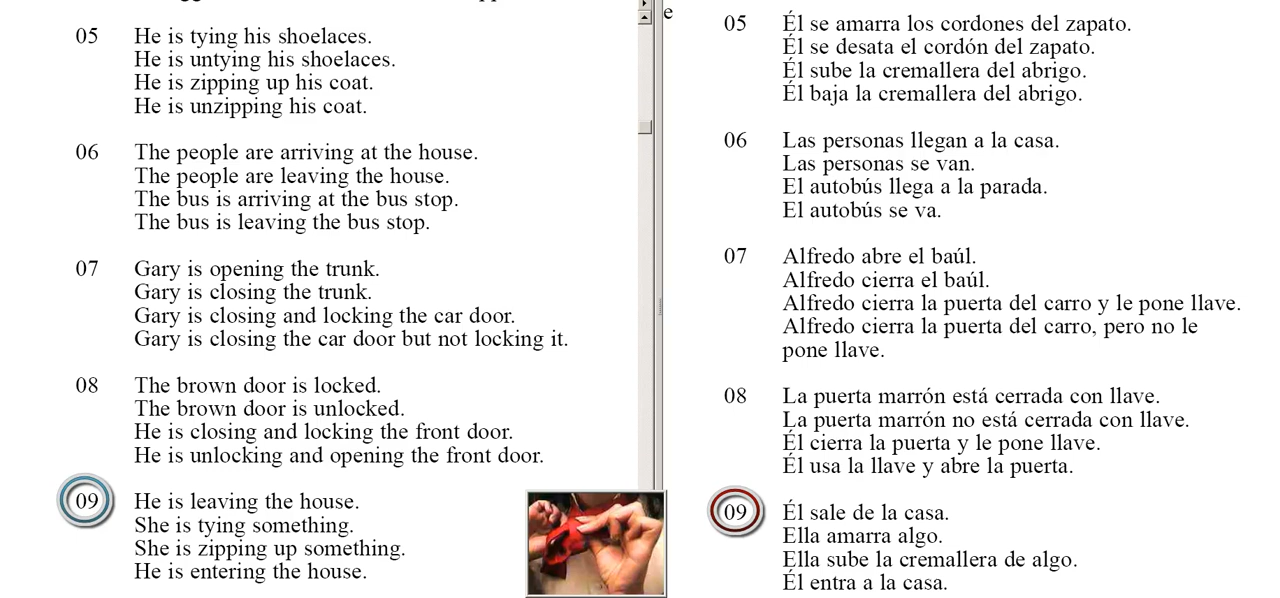 e
05 He is tying his shoelaces.
He is untying his shoelaces.
He is zipping up his coat.
He is unzipping his coat.
06 The people are arriving at the house.
The people are leaving the house.
The bus is arriving at the bus stop.
The bus is leaving the bus stop.
07 Gary is opening the trunk.
Gary is closing the trunk.
Gary is closing and locking the car door.
Gary is closing the car door but not locking it.
08 The brown door is locked.
The brown door is unlocked.
He is closing and locking the front door.
He is unlocking and opening the front door.
09 He is leaving the house.
She is tying something.
She is zipping up something.
He is entering the house.
05 Él se amarra los cordones del zapato.
Él se desata el cordón del zapato.
Él sube la cremallera del abrigo.
Él baja la cremallera del abrigo.
06 Las personas llegan a la casa.
Las personas se van.
El autobús llega a la parada.
El autobús se va.
07 Alfredo abre el baúl.
Alfredo cierra el baúl.
Alfredo cierra la puerta del carro y le pone llave.
Alfredo cierra la puerta del carro, pero no le
pone llave.
08 La puerta marrón está cerrada con llave.
La puerta marrón no está cerrada con llave.
Él cierra la puerta y le pone llave.
Él usa la llave y abre la puerta.
09 Él sale de la casa.
Ella amarra algo.
Ella sube la cremallera de algo.
Él entra a la casa.